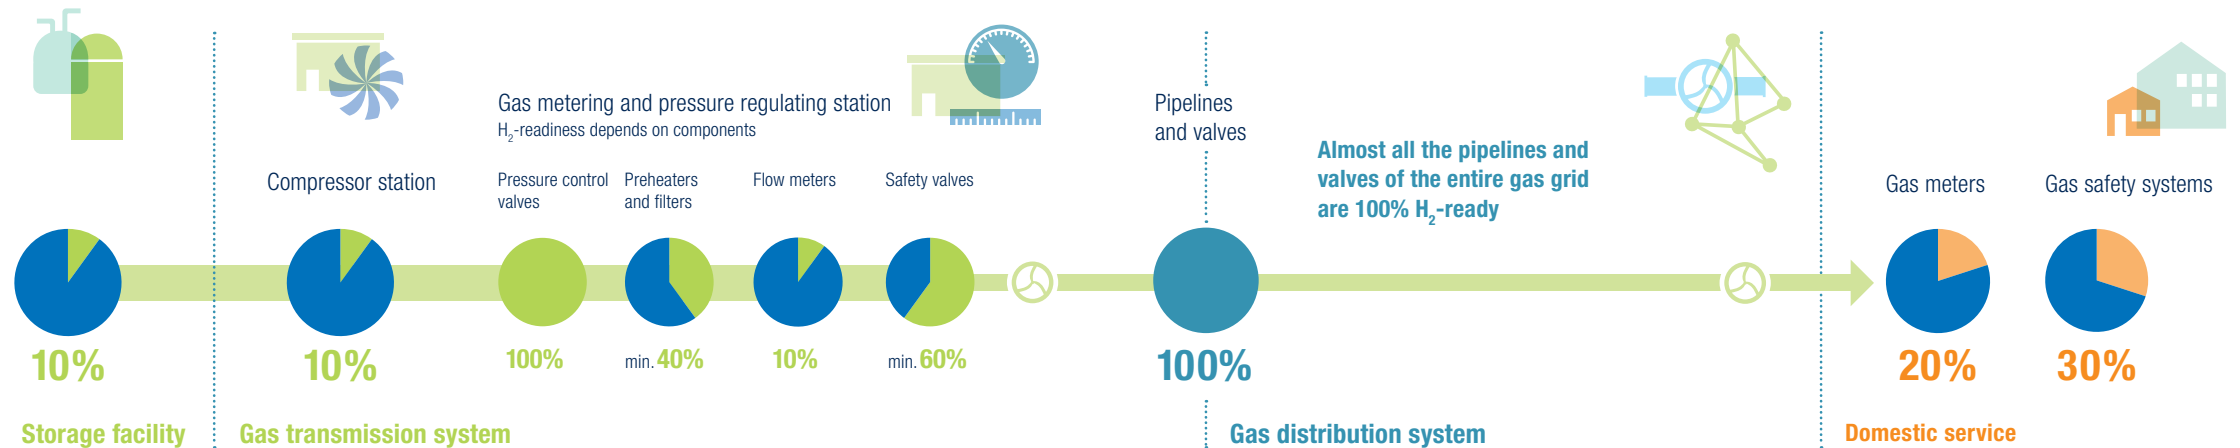 Gas metering and pressure regulating station
H2-readiness depends on components
Pipelines
and valves
Almost all the pipelines and
valves of the entire gas grid
are 100% H2-ready
Compressor station
Pressure control
valves
Preheaters
and filters
Flow meters
Safety valves
Gas meters
Gas safety systems
10%
10%
100%
min. 40%
10%
min. 60%
100%
20%
30%
Storage facility
Gas transmission system
Gas distribution system
Domestic service